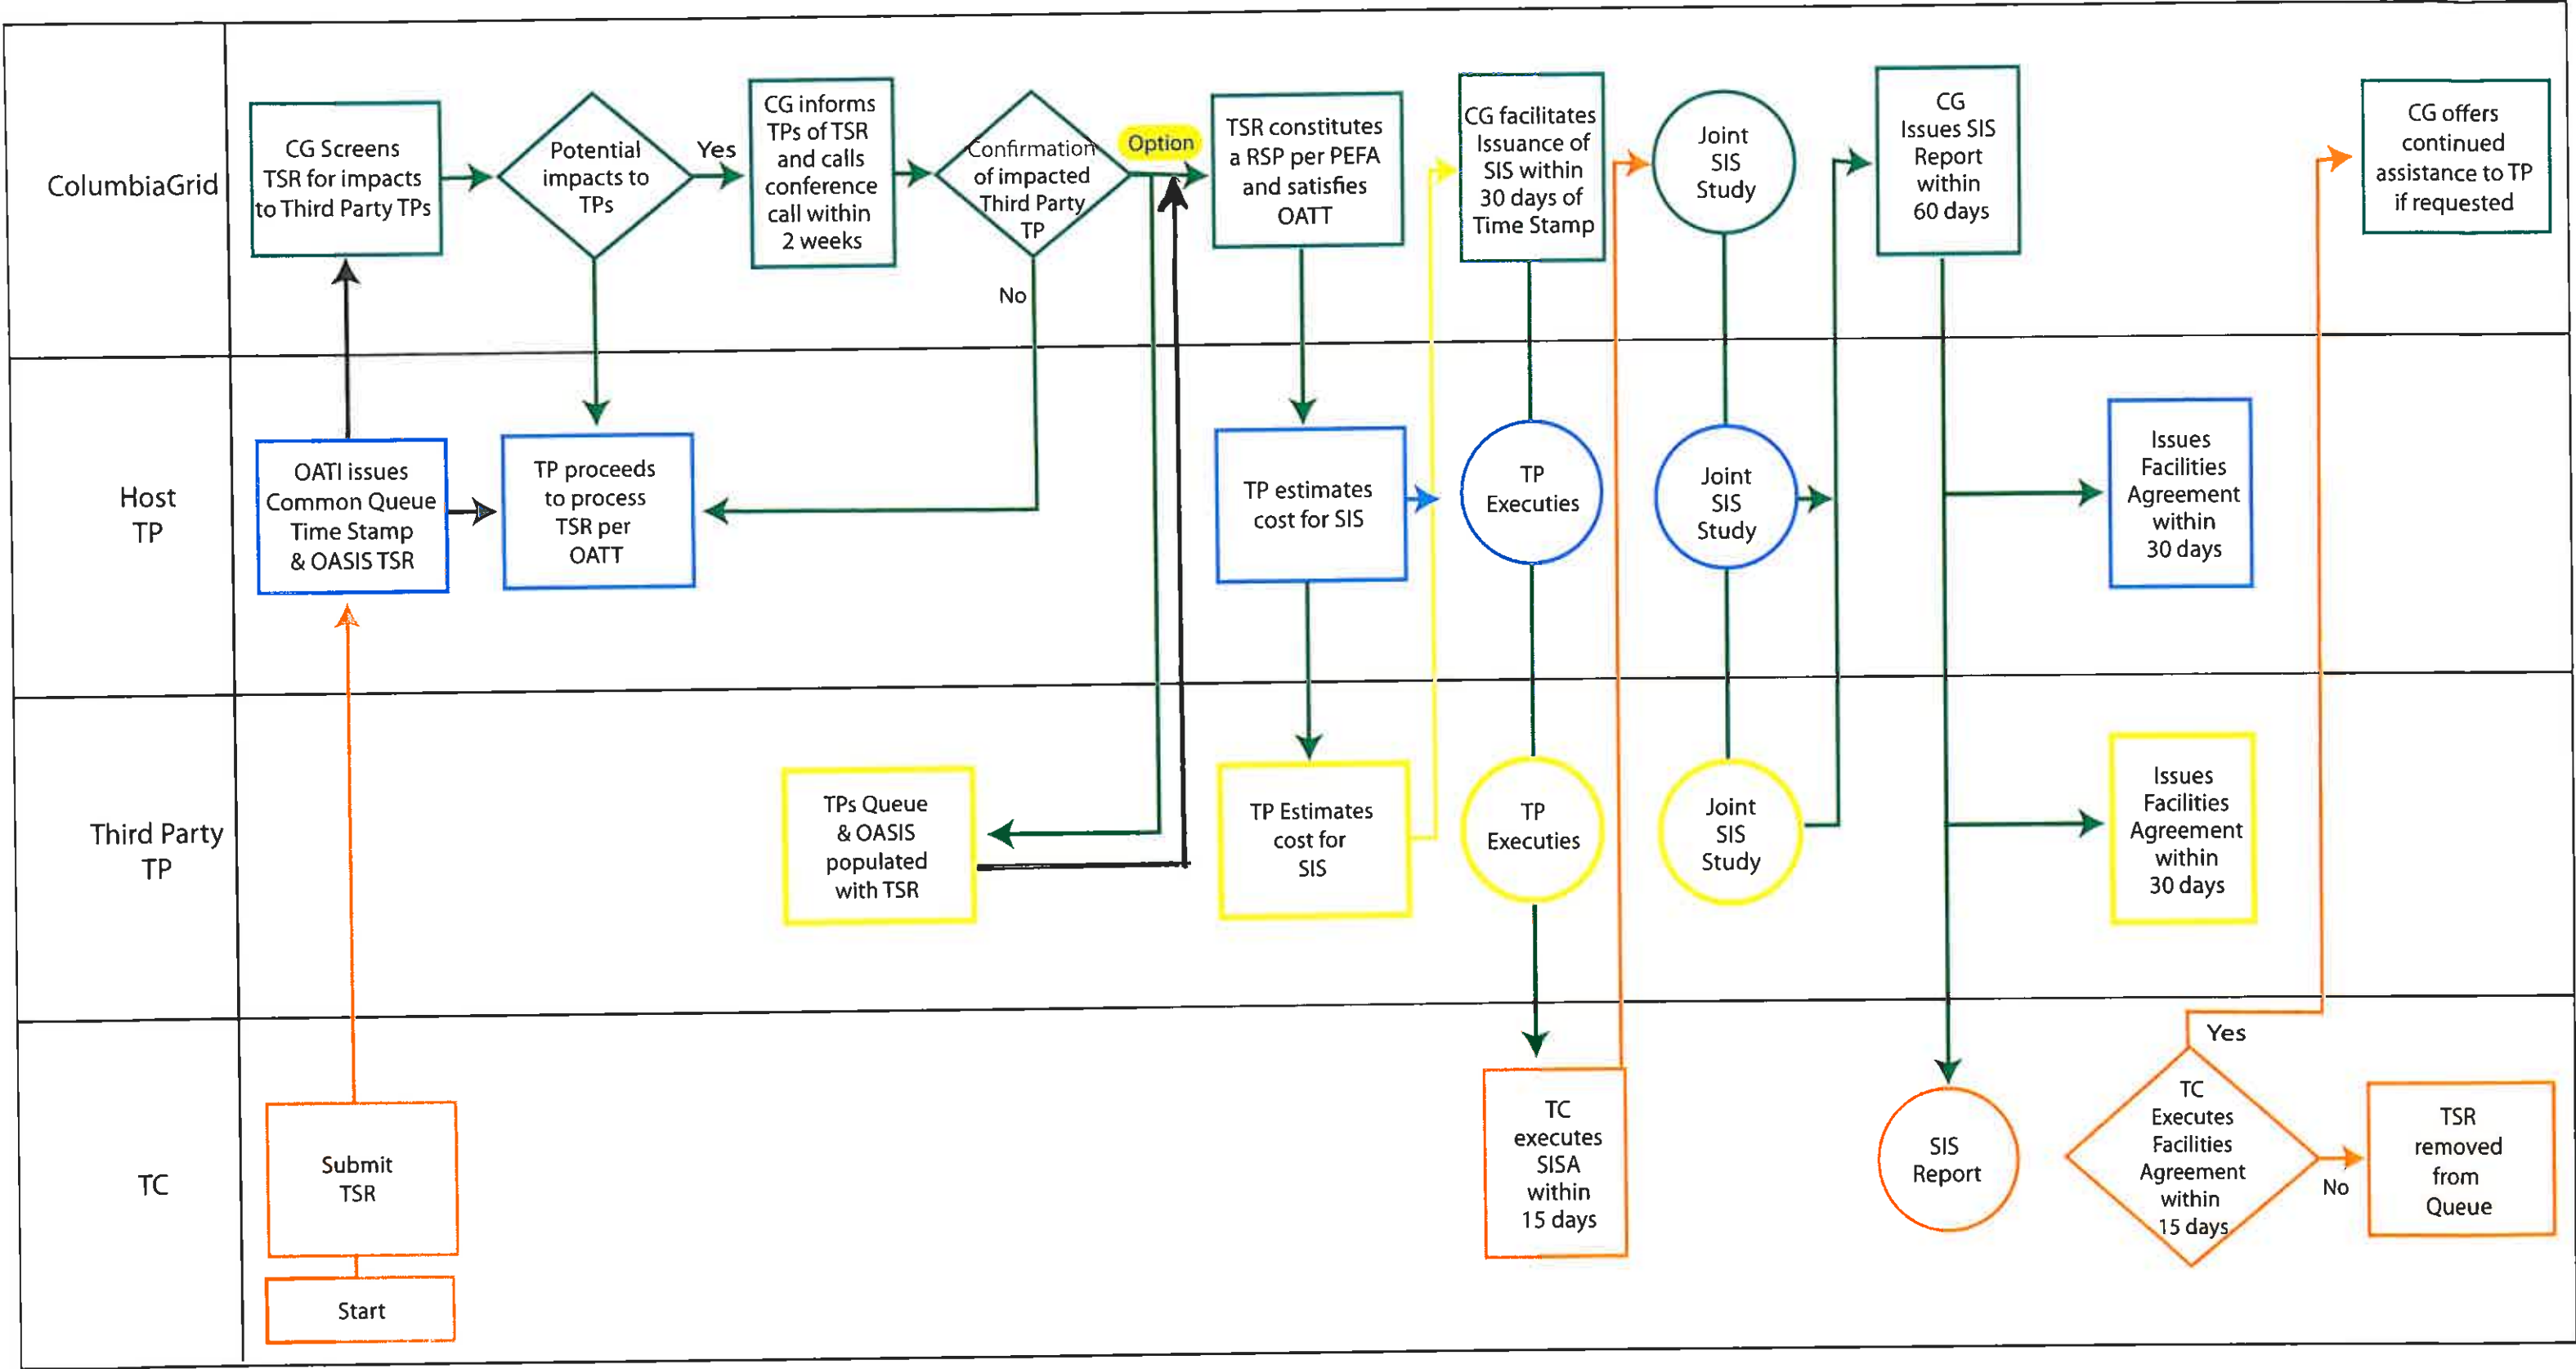 ColumbiaGrid
CG Screens
TSR for impacts
to Third Party TPs
Potential
impacts to
TPs
Yes
CG informs
TPs of TSR
and calls
conference
call within
2 weeks
Confirmation
of impacted
Third Party
TP
No
Option
TSR constitutes
a RSP per PEFA
and satisfies
OATT
CG facilitates
Issuance of
SIS within
30 days of
Time Stamp
Joint
SIS
Study
CG
Issues SIS
Report
within
60 days
CG offers
continued
assistance to TP
if requested
Host
TP
OATI issues
Common Queue
Time Stamp
& OASIS TSR
TP proceeds
to process
TSR per
OATT
TP estimates
cost for SIS
TP
Executies
Joint
SIS
Study
Issues
Facilities
Agreement
within
30 days
Third Party
TP
TPs Queue
& OASIS
populated
with TSR
TP Estimates
cost for
SIS
TP
Executies
Joint
SIS
Study
Issues
Facilities
Agreement
within
30 days
TC
Submit
TSR
Start
TC
executes
SISA
within
15 days
SIS
Report
Yes
TC
Executes
Facilities
Agreement
within
15 days
No
TSR
removed
from
Queue